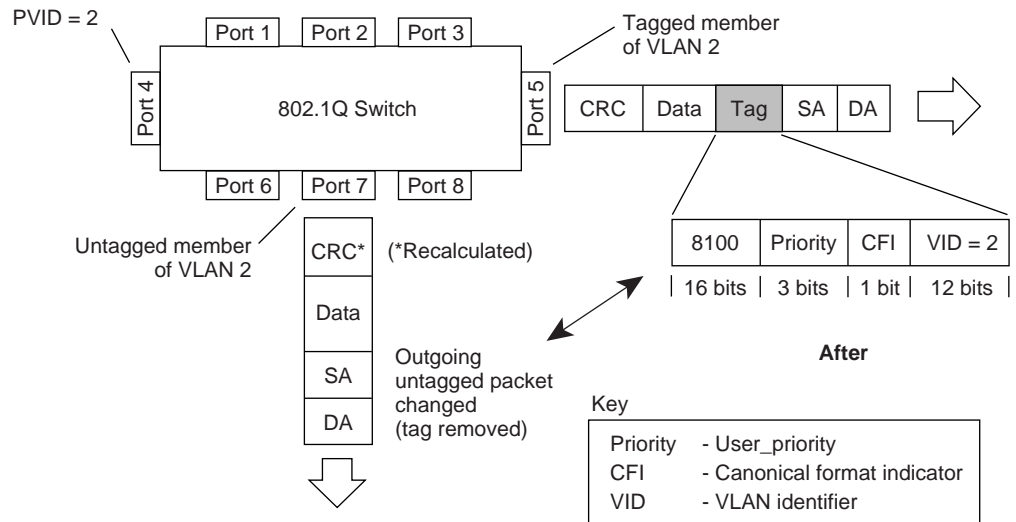 PVID = 2
Port 1
Port 2
Port 3
Tagged member
of VLAN 2
Port 4
802.1Q Switch
Port 5
CRC
Data
Tag
SA
DA
Port 6
Port 7
Port 8
Untagged member
of VLAN 2
CRC*
(*Recalculated)
Data
SA
DA
8100
Priority
CFI
VID = 2
16 bits
3 bits
1 bit
12 bits
After
Outgoing
untagged packet
changed
(tag removed)
Key
Priority - User_priority
CFI - Canonical format indicator
VID - VLAN identifier